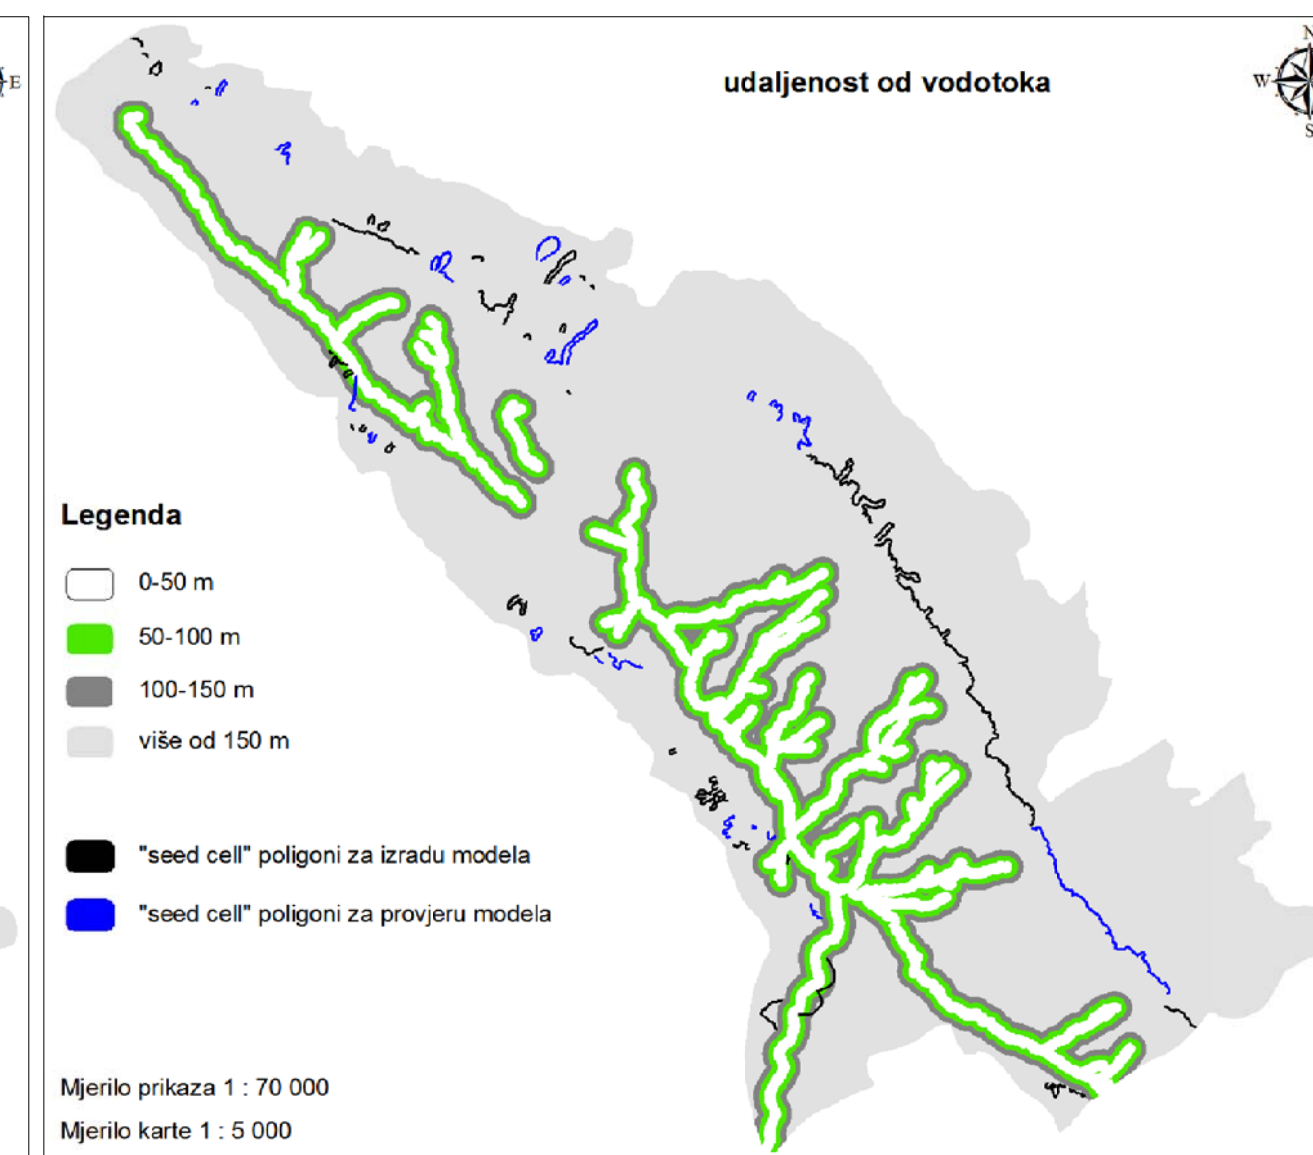 E
udaljenost od vodotoka
N
W
S
Legenda
0-50 m
50-100 m
100-150 m
više od 150 m
"seed cell" poligoni za izradu modela
"seed cell" poligoni za provjeru modela
Mjerilo prikaza 1 : 70 000
Mjerilo karte 1 : 5 000